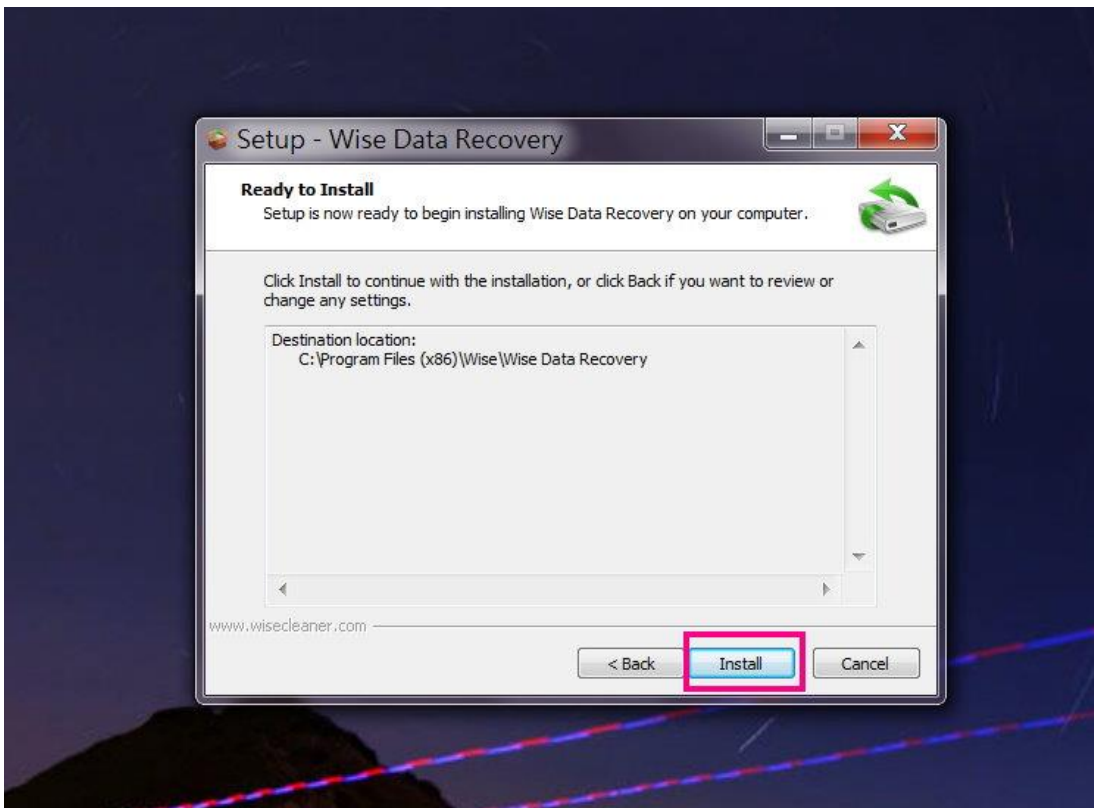 Setup - Wise Data Recovery
Ready to Install
Setup is now ready to begin installing Wise Data Recovery on your computer.
Click Install to continue with the installation, or click Back if you want to review or
change any settings.
Destination location:
C:\Program Files (x86)\Wise\Wise Data Recovery
www.wisecleaner.com
< Back
Install
Cancel